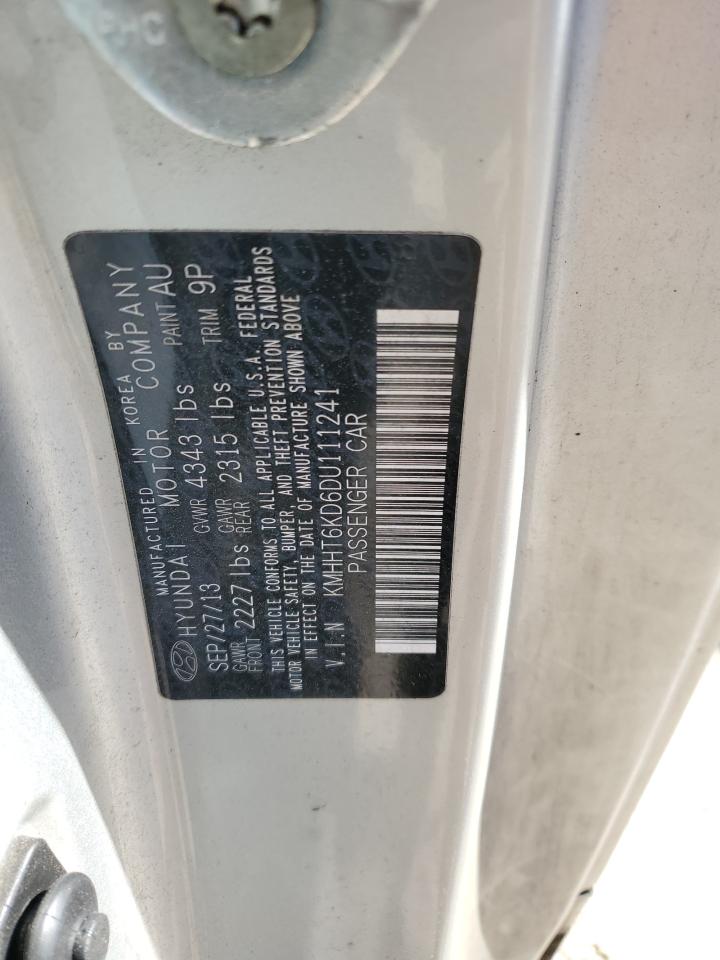 PHC
MANUFACTURED IN KOREA BY
HYUNDAI MOTOR COMPANY
SEP/27/13 GVWR 4343 lbs PAINT AU
GAWR FRONT 2227 lbs GAWR REAR 2315 lbs TRIM 9P
THIS VEHICLE CONFORMS TO ALL APPLICABLE U.S.A. FEDERAL
MOTOR VEHICLE SAFETY, BUMPER, AND THEFT PREVENTION STANDARDS
IN EFFECT ON THE DATE OF MANUFACTURE SHOWN ABOVE
V.I.N KMHHT6KD6DU111241
PASSENGER CAR